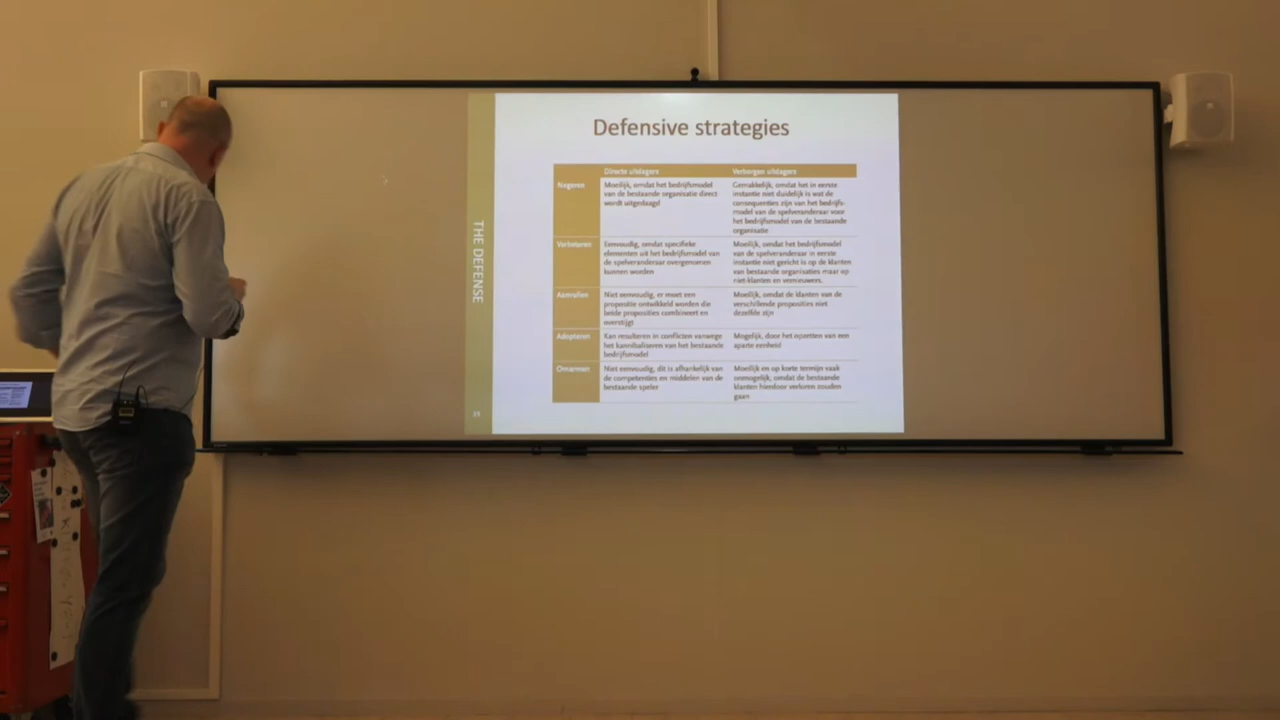 Defensive strategies
THE DEFENSE
Directe uitdagers
Verborgen uitdagers
Negeren
Moeilijk, omdat het bedrijfsmodel
van de bestaande organisatie direct
wordt uitgedaagd
Gemakkelijk, omdat het in eerste
instantie niet duidelijk is wat de
consequenties zijn van het bedrijfs-
model van de spelveranderaar voor
het bedrijfsmodel van de bestaande
organisatie
Verbeteren
Eenvoudig, omdat specifieke
elementen uit het bedrijfsmodel van
de spelveranderaar overgenomen
kunnen worden
Moeilijk, omdat het bedrijfsmodel
van de spelveranderaar in eerste
instantie niet gericht is op de klanten
van bestaande organisaties maar op
niet-klanten en vernieuwers.
Aanvallen
Niet eenvoudig, er moet een
propositie ontwikkeld worden die
beide proposities combineert en
overstijgt
Moeilijk, omdat de klanten van de
verschillende proposities niet
dezelfde zijn
Adopteren
Kan resulteren in conflicten vanwege
het kannibaliseren van het bestaande
bedrijfsmodel
Mogelijk, door het opzetten van een
aparte eenheid
Omarmen
Niet eenvoudig, dit is afhankelijk van
de competenties en middelen van de
bestaande speler
Moeilijk en op korte termijn vaak
onmogelijk, omdat de bestaande
klanten hierdoor verloren zouden
gaan